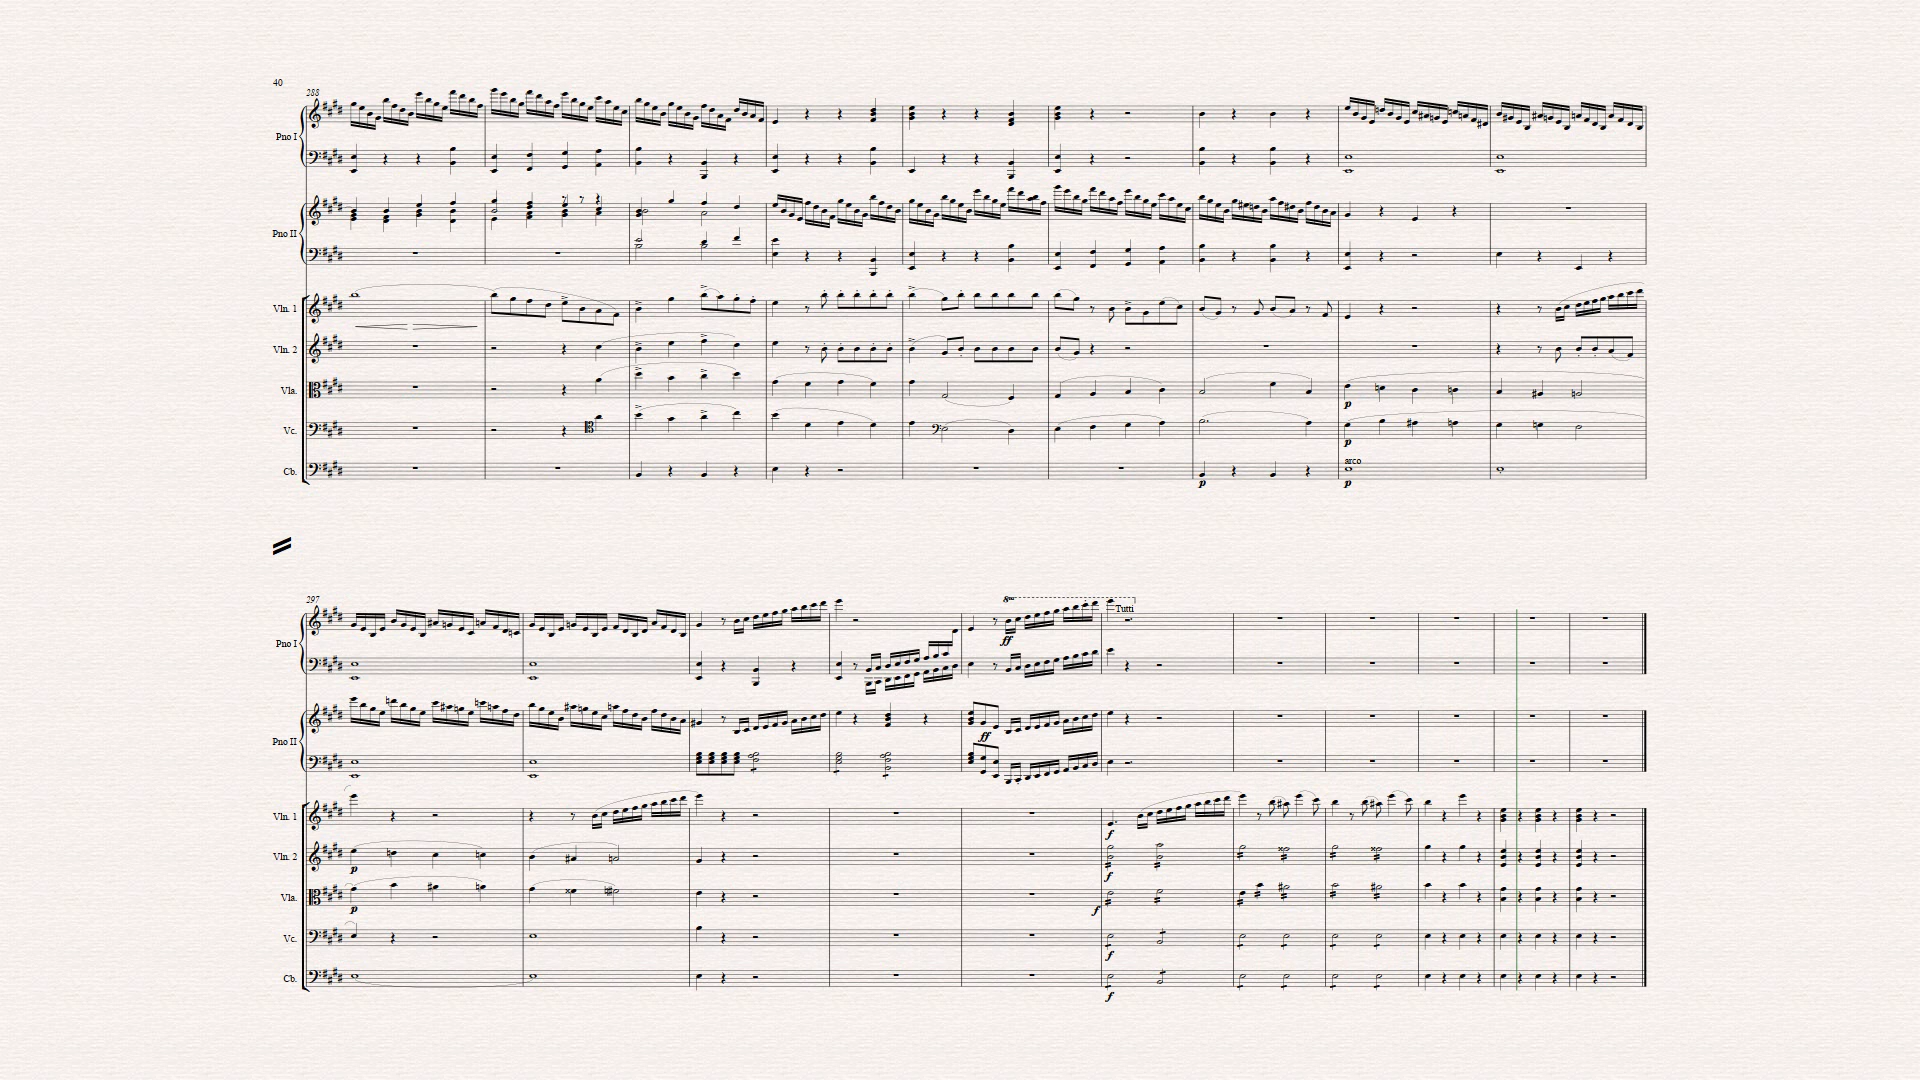 40
288
Pno I
Pno II
Vln. 1
Vln. 2
Vla.
Vc.
Cb.
p
p
p
arco
p
297
8va
Tutti
Pno I
ff
Pno II
ff
Vln. 1
f
Vln. 2
p
f
Vla.
p
f
Vc.
f
Cb.
f